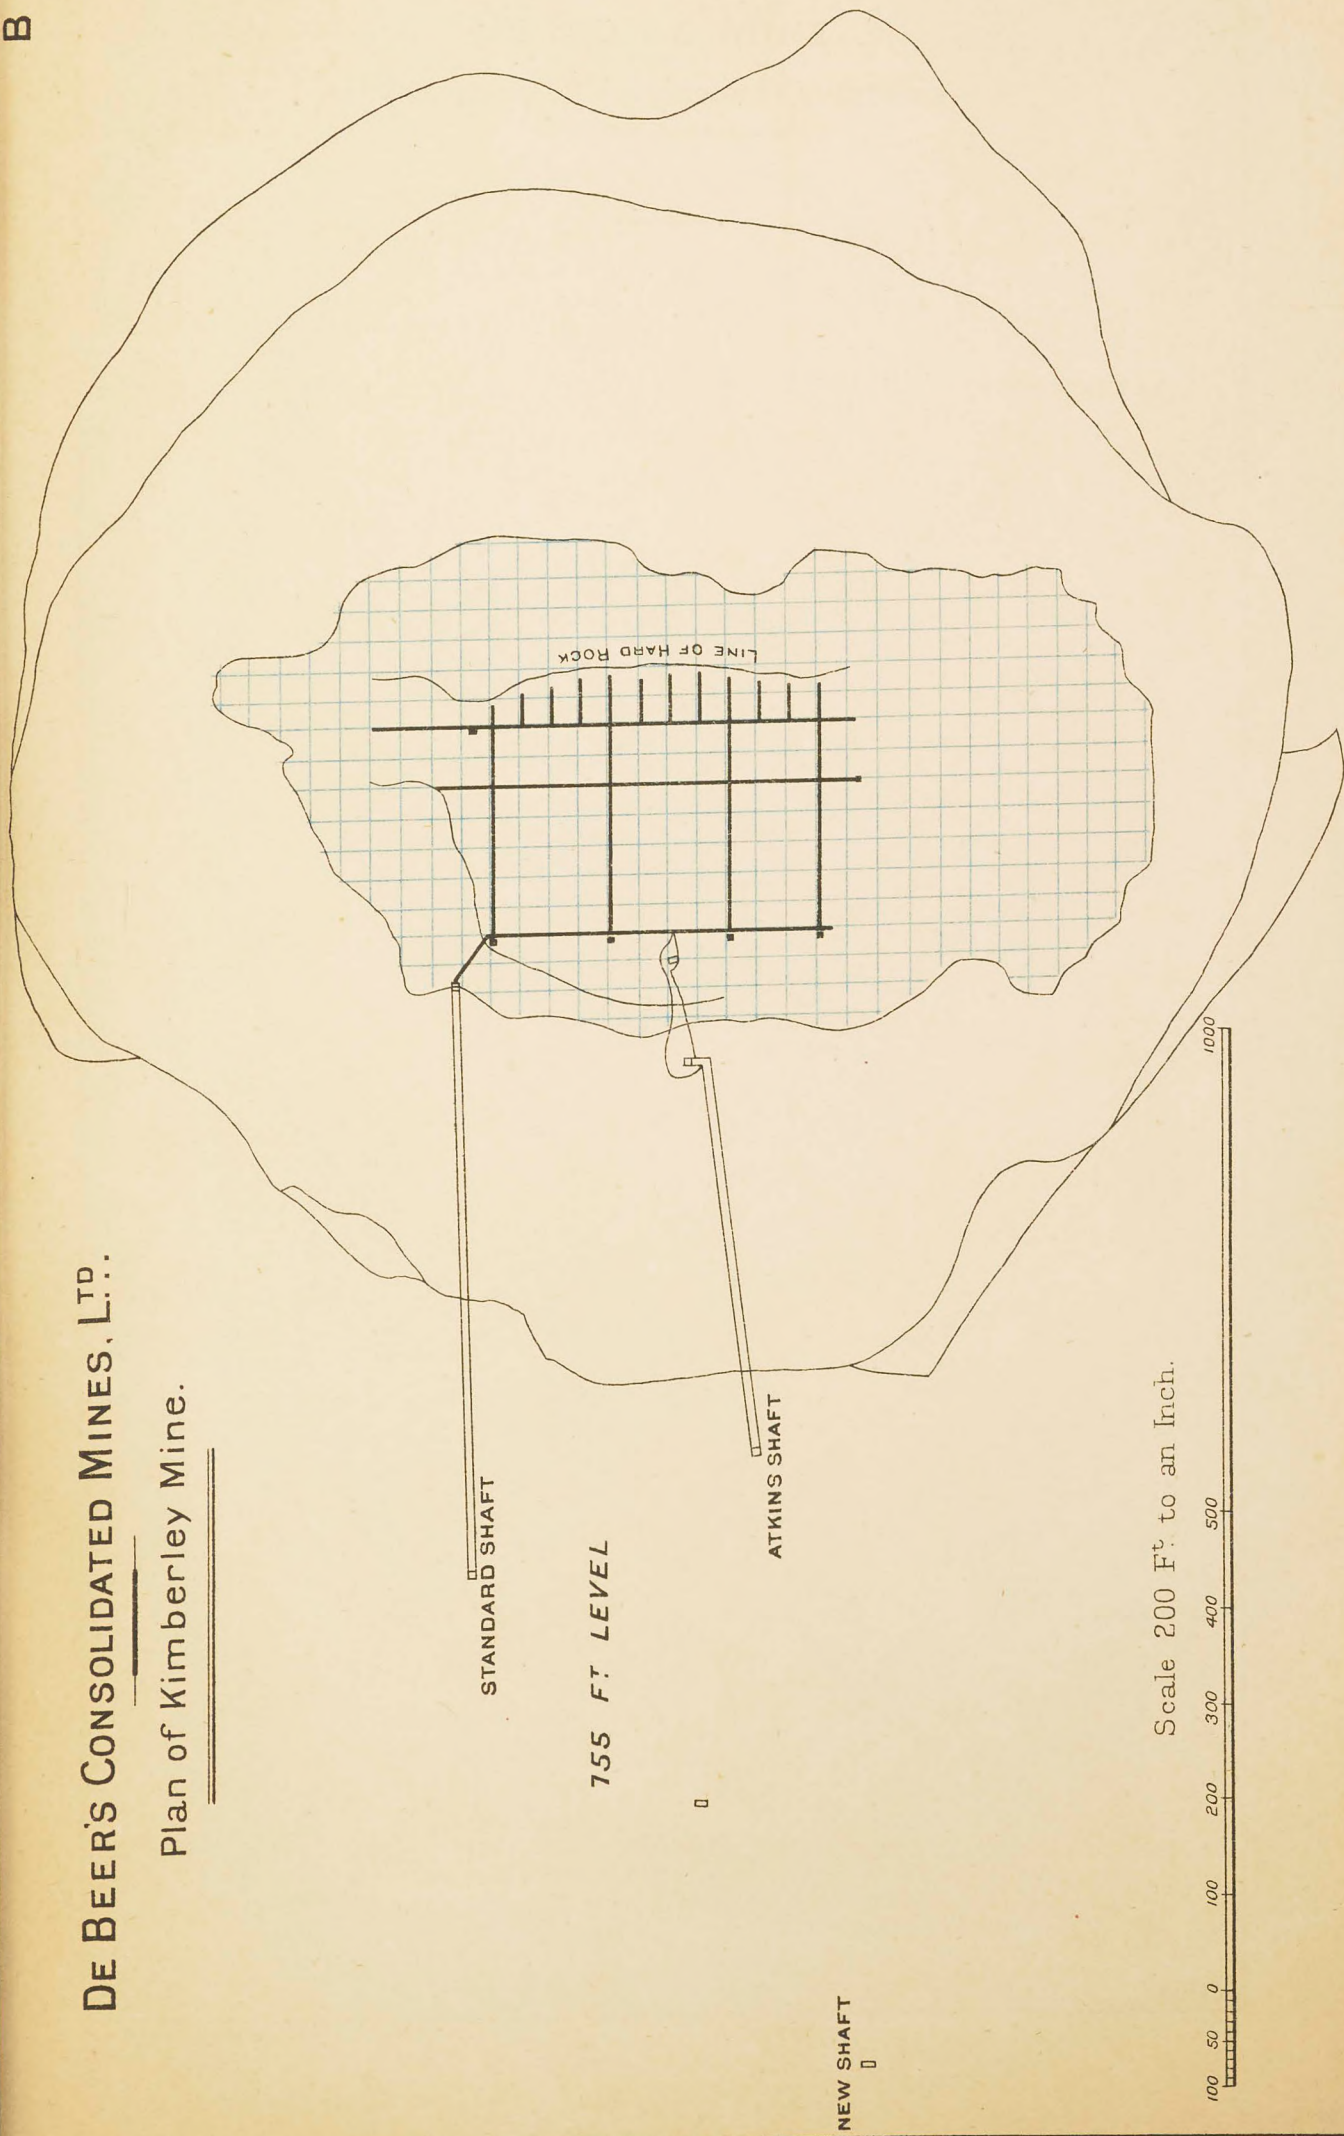 B
DE BEER'S CONSOLIDATED MINES. LTD.
Plan of Kimberley Mine.
LINE OF HARD ROCK
STANDARD SHAFT
755 FT. LEVEL
ATKINS SHAFT
NEW SHAFT
Scale 200 Ft. to an Inch.
100 50 0 100 200 300 400 500 1000